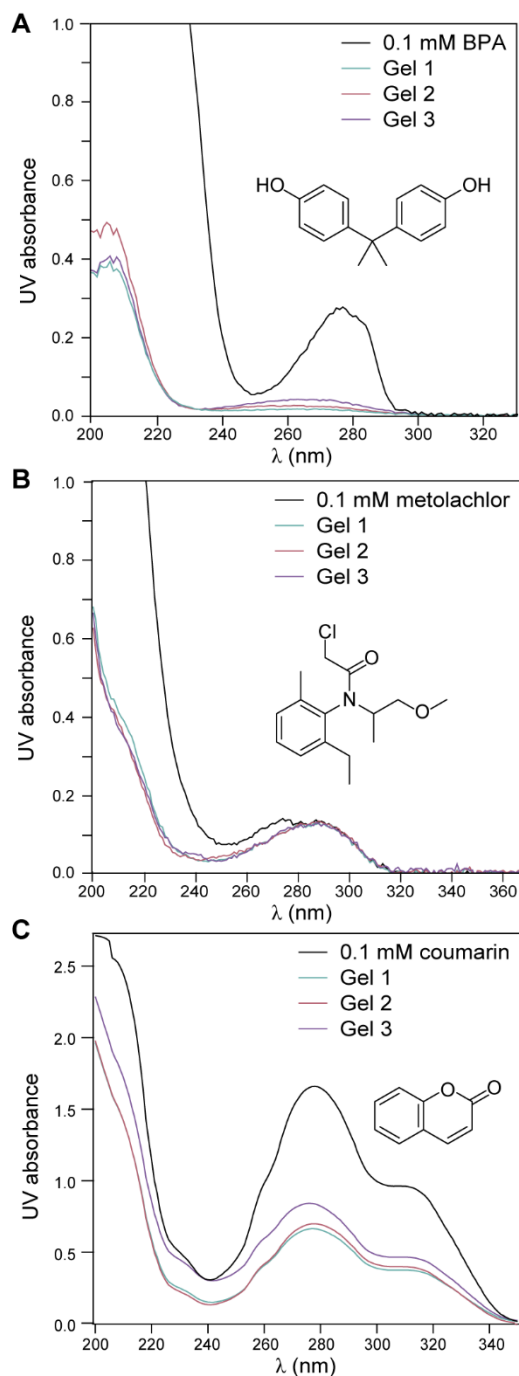 A
0.1 mM BPA
Gel 1
Gel 2
Gel 3
HO
OH
UV absorbance
1.0
0.8
0.6
0.4
0.2
0.0
200 220 240 260 280 300 320
λ (nm)
B
0.1 mM metolachlor
Gel 1
Gel 2
Gel 3
Cl
O
N
O
UV absorbance
1.0
0.8
0.6
0.4
0.2
0.0
200 220 240 260 280 300 320 340 360
λ (nm)
C
0.1 mM coumarin
Gel 1
Gel 2
Gel 3
O O
UV absorbance
2.5
2.0
1.5
1.0
0.5
0.0
200 220 240 260 280 300 320 340
λ (nm)